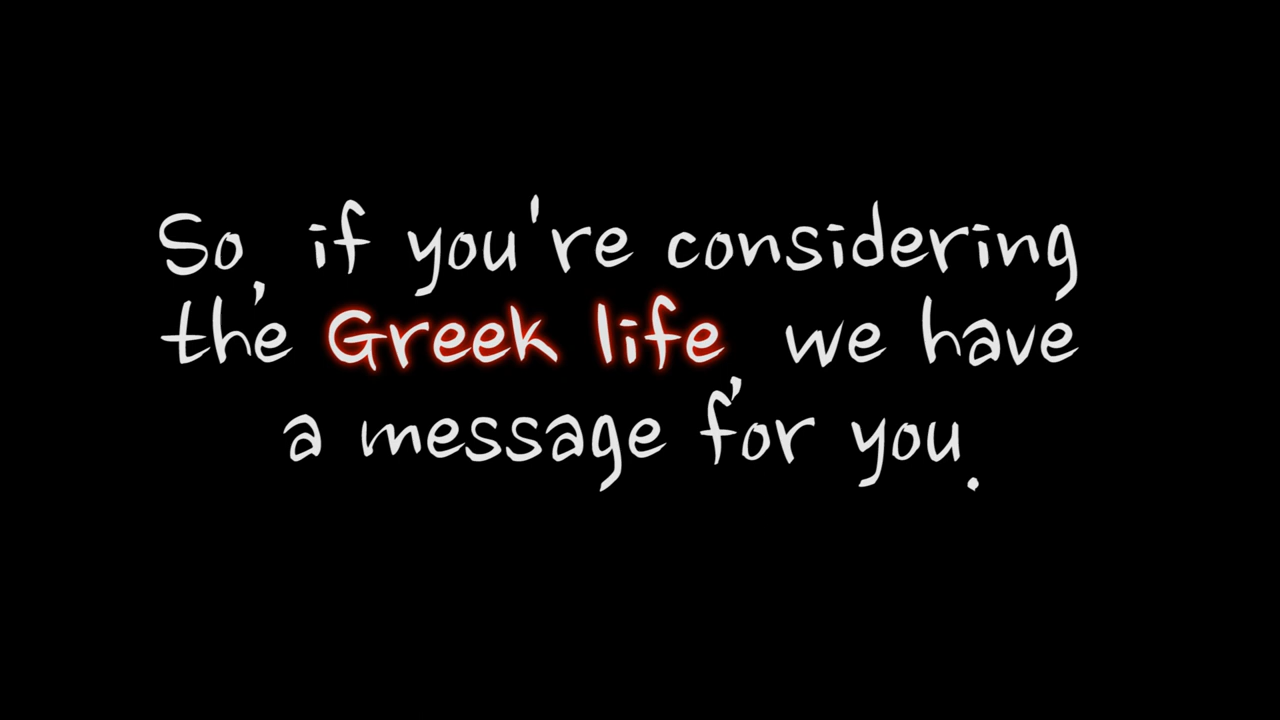 So, if you're considering
the Greek life, we have
a message for you.